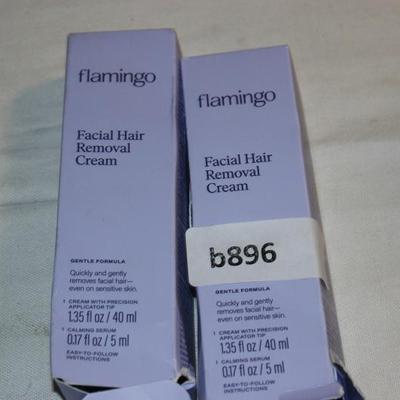 flamingo
Facial Hair
Removal
Cream
GENTLE FORMULA
Quickly and gently
removes facial hair—
even on sensitive skin.
1 CREAM WITH PRECISION
APPLICATOR TIP
1.35 fl oz / 40 ml
1 CALMING SERUM
0.17 fl oz / 5 ml
EASY-TO-FOLLOW
INSTRUCTIONS
flamingo
Facial Hair
Removal
Cream
b896
GENTLE FORMULA
Quickly and gently
removes facial hair—
even on sensitive skin.
1 CREAM WITH PRECISION
APPLICATOR TIP
1.35 fl oz / 40 ml
1 CALMING SERUM
0.17 fl oz / 5 ml
EASY-TO-FOLLOW
INSTRUCTIONS